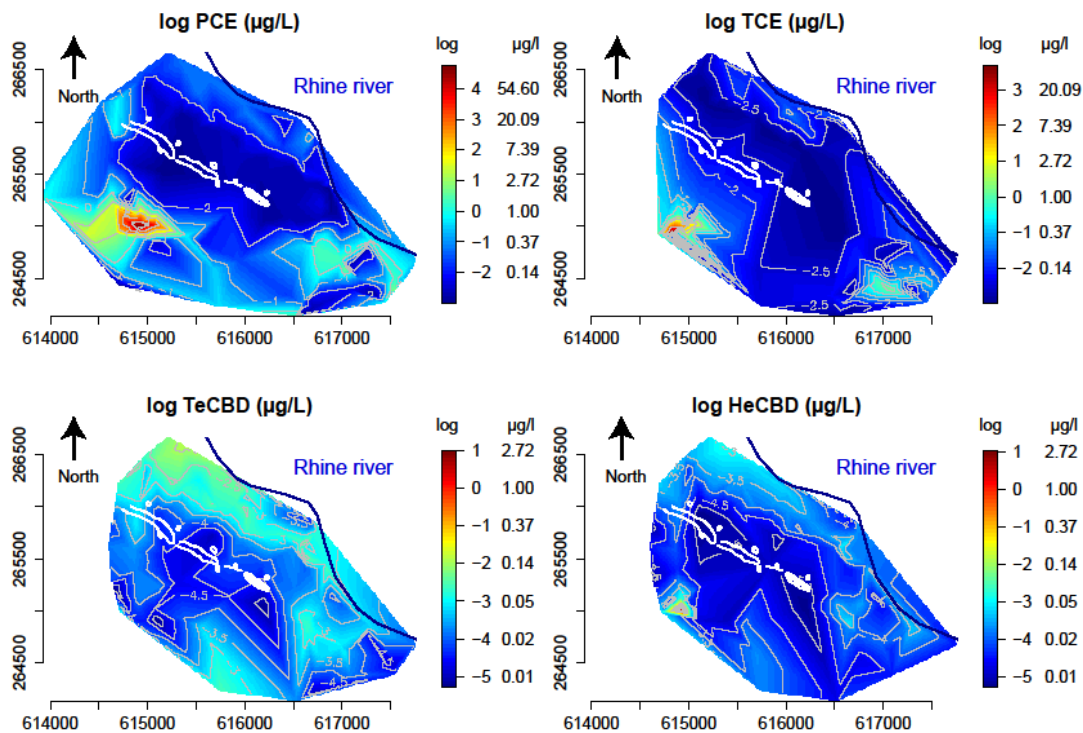 log PCE (µg/L)
log µg/l
266500
North
Rhine river
4 54.60
3 20.09
2 7.39
265500
1 2.72
0 1.00
−1 0.37
−2 0.14
264500
−2
−1
614000 615000 616000 617000
log TCE (µg/L)
log µg/l
266500
North
Rhine river
3 20.09
2 7.39
265500
1 2.72
0 1.00
−1 0.37
−2 0.14
264500
−2.5
−2
−2.5
−1.5
−2.5
614000 615000 616000 617000
log TeCBD (µg/L)
log µg/l
266500
North
Rhine river
1 2.72
0 1.00
−1 0.37
265500
−2 0.14
−3 0.05
−4 0.02
−5 0.01
264500
−4.5
−3.5
−3.5
614000 615000 616000 617000
log HeCBD (µg/L)
log µg/l
266500
North
Rhine river
1 2.72
0 1.00
−1 0.37
265500
−2 0.14
−3 0.05
−4 0.02
−5 0.01
264500
−3.5
−4.5
614000 615000 616000 617000